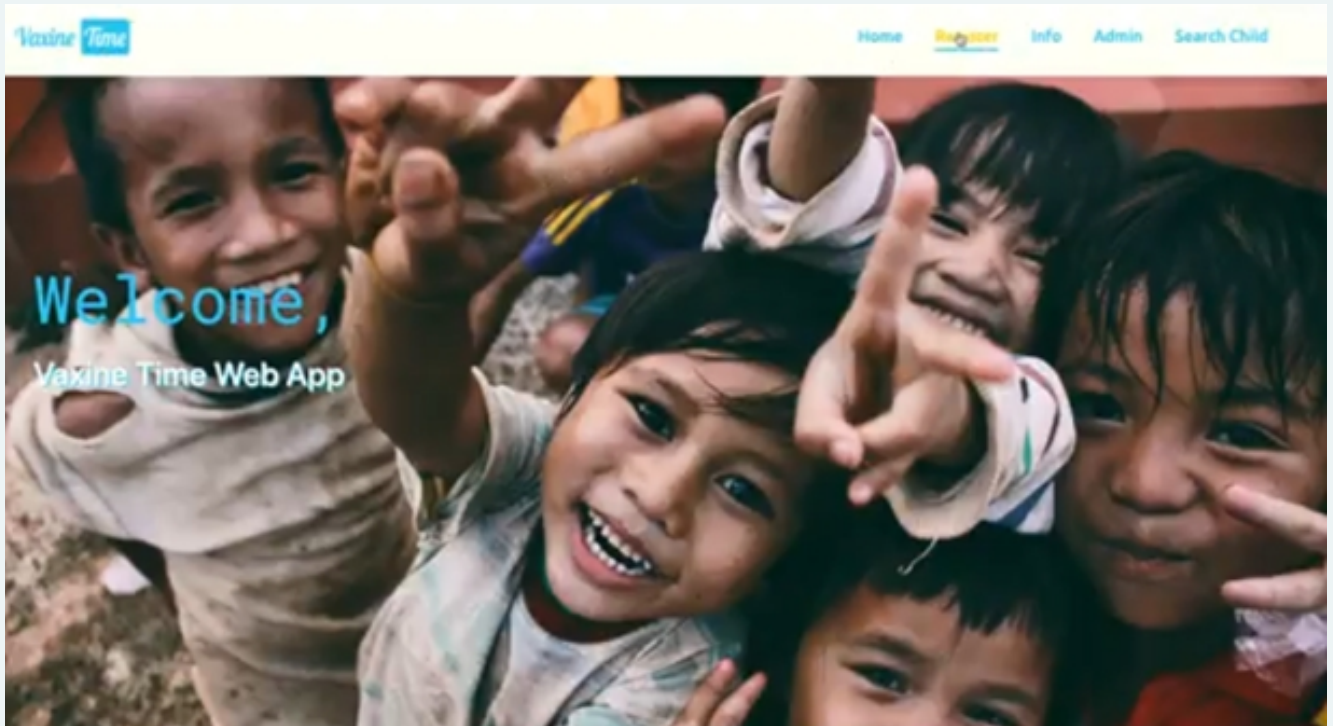 Vaxine Time
Home Register Info Admin Search Child
Welcome,
Vaxine Time Web App